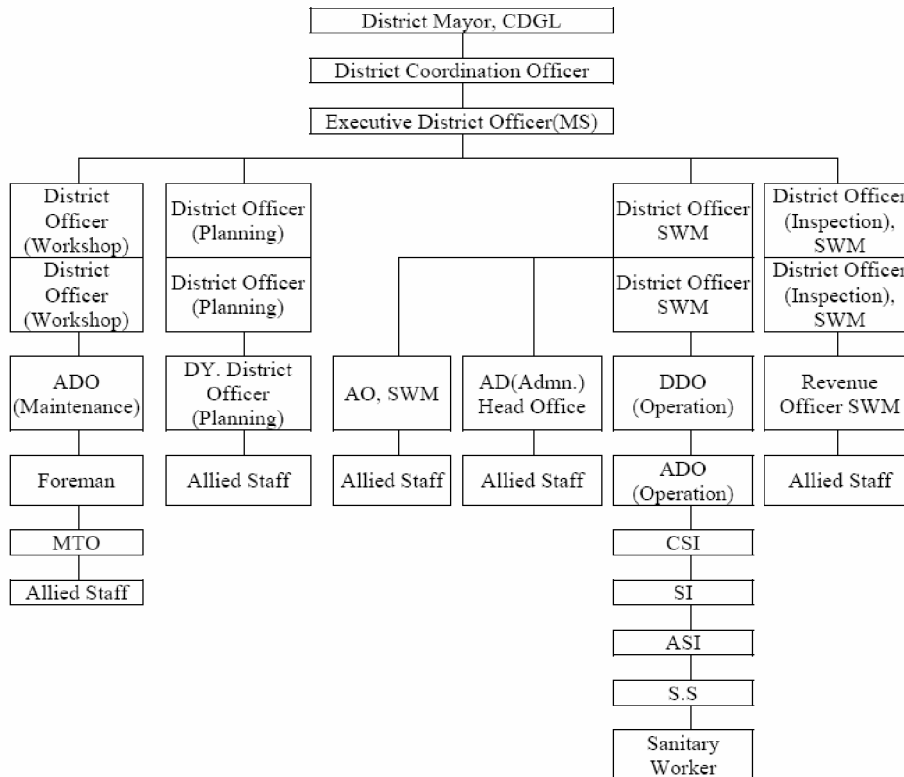 District Mayor, CDGL
District Coordination Officer
Executive District Officer(MS)
District
Officer
(Workshop)
District Officer
(Planning)
District Officer
SWM
District Officer
(Inspection),
SWM
District
Officer
(Workshop)
District Officer
(Planning)
District Officer
SWM
District Officer
(Inspection),
SWM
ADO
(Maintenance)
DY. District
Officer
(Planning)
AO, SWM
AD(Admn.)
Head Office
DDO
(Operation)
Revenue
Officer SWM
Foreman
Allied Staff
Allied Staff
Allied Staff
ADO
(Operation)
Allied Staff
MTO
CSI
Allied Staff
SI
ASI
S.S
Sanitary
Worker